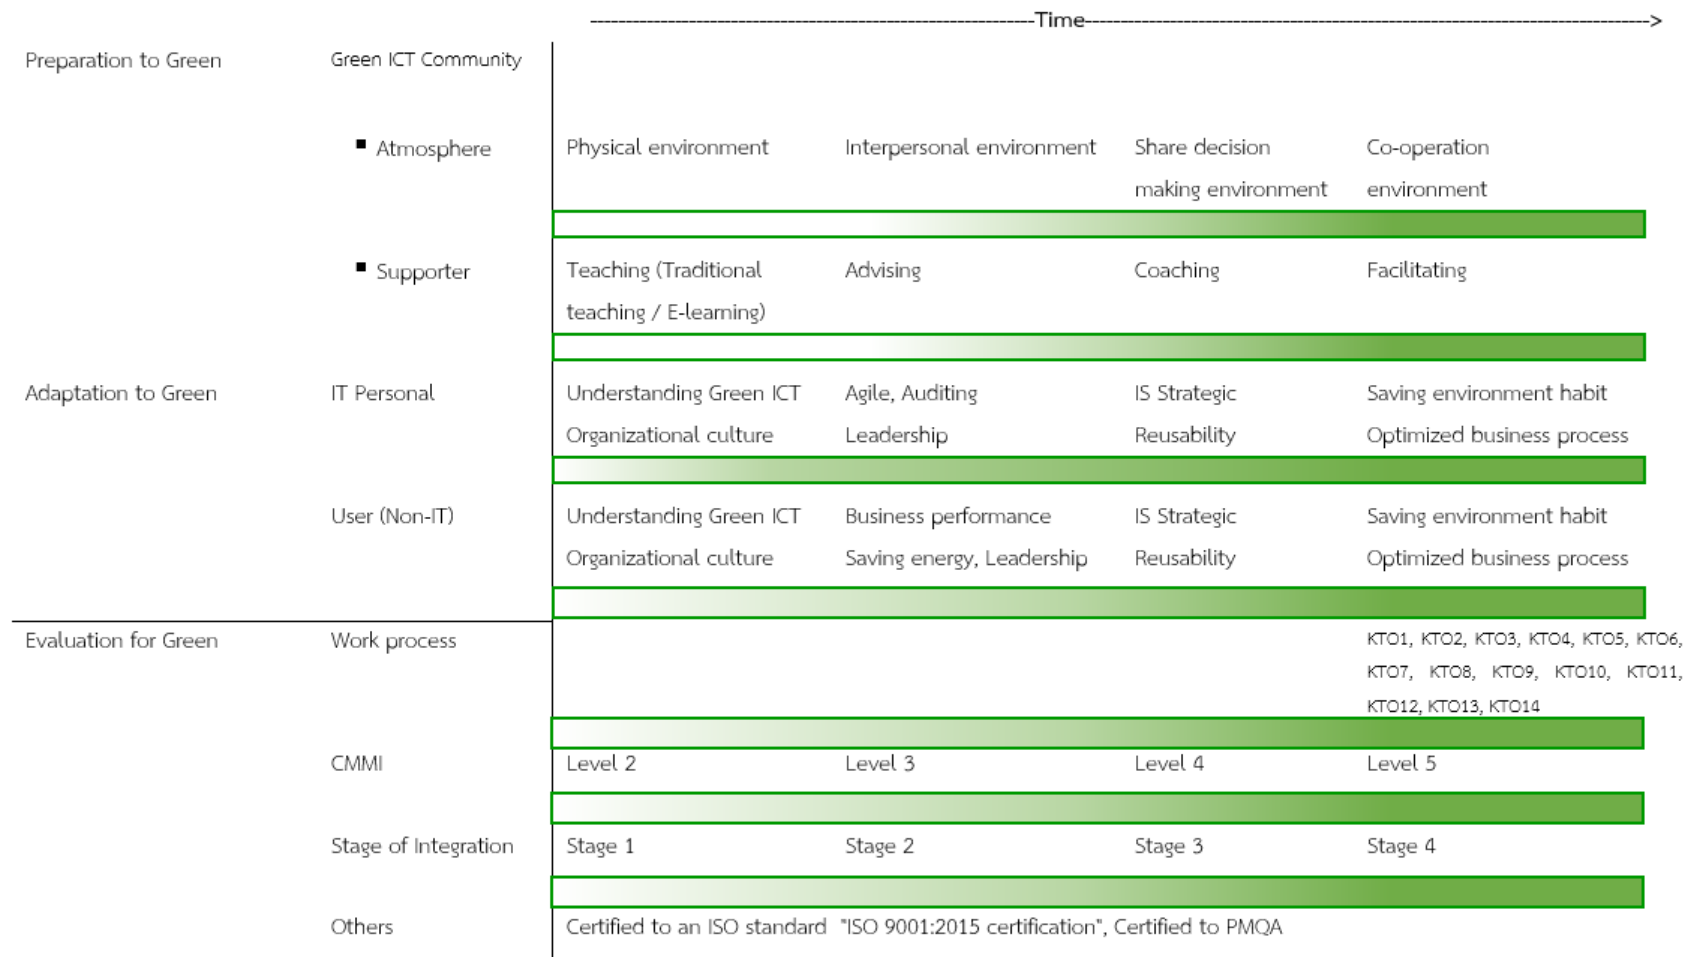 Time
Preparation to Green Green ICT Community
▪ Atmosphere Physical environment Interpersonal environment Share decision Co-operation
making environment environment
▪ Supporter Teaching (Traditional Advising Coaching Facilitating
teaching / E-learning)
Adaptation to Green IT Personal Understanding Green ICT Agile, Auditing IS Strategic Saving environment habit
Organizational culture Leadership Reusability Optimized business process
User (Non-IT) Understanding Green ICT Business performance IS Strategic Saving environment habit
Organizational culture Saving energy, Leadership Reusability Optimized business process
Evaluation for Green Work process KTO1, KTO2, KTO3, KTO4, KTO5, KTO6,
KTO7, KTO8, KTO9, KTO10, KTO11,
KTO12, KTO13, KTO14
CMMI Level 2 Level 3 Level 4 Level 5
Stage of Integration Stage 1 Stage 2 Stage 3 Stage 4
Others Certified to an ISO standard "ISO 9001:2015 certification", Certified to PMQA